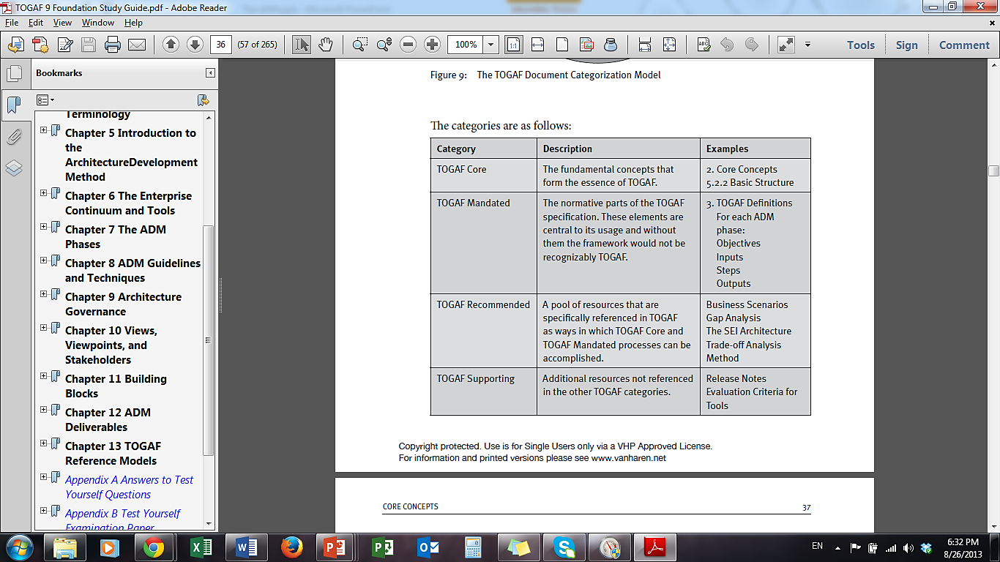 TOGAF 9 Foundation Study Guide.pdf - Adobe Reader
File Edit View Window Help
36 (57 of 265) 100% Tools Sign Comment
Bookmarks
Terminology
Chapter 5 Introduction to
the
ArchitectureDevelopment
Method
Chapter 6 The Enterprise
Continuum and Tools
Chapter 7 The ADM
Phases
Chapter 8 ADM Guidelines
and Techniques
Chapter 9 Architecture
Governance
Chapter 10 Views,
Viewpoints, and
Stakeholders
Chapter 11 Building
Blocks
Chapter 12 ADM
Deliverables
Chapter 13 TOGAF
Reference Models
Appendix A Answers to Test
Yourself Questions
Appendix B Test Yourself
Examination Paper
Figure 9: The TOGAF Document Categorization Model
The categories are as follows:
Category Description Examples
TOGAF Core The fundamental concepts that 2. Core Concepts
form the essence of TOGAF. 5.2.2 Basic Structure
TOGAF Mandated The normative parts of the TOGAF 3. TOGAF Definitions
specification. These elements are For each ADM
central to its usage and without phase:
them the framework would not be Objectives
recognizably TOGAF. Inputs
Steps
Outputs
TOGAF Recommended A pool of resources that are Business Scenarios
specifically referenced in TOGAF Gap Analysis
as ways in which TOGAF Core and The SEI Architecture
TOGAF Mandated processes can be Trade-off Analysis
accomplished. Method
TOGAF Supporting Additional resources not referenced Release Notes
in the other TOGAF categories. Evaluation Criteria for
Tools
Copyright protected. Use is for Single Users only via a VHP Approved License.
For information and printed versions please see www.vanharen.net
CORE CONCEPTS 37
EN 6:32 PM
8/26/2013